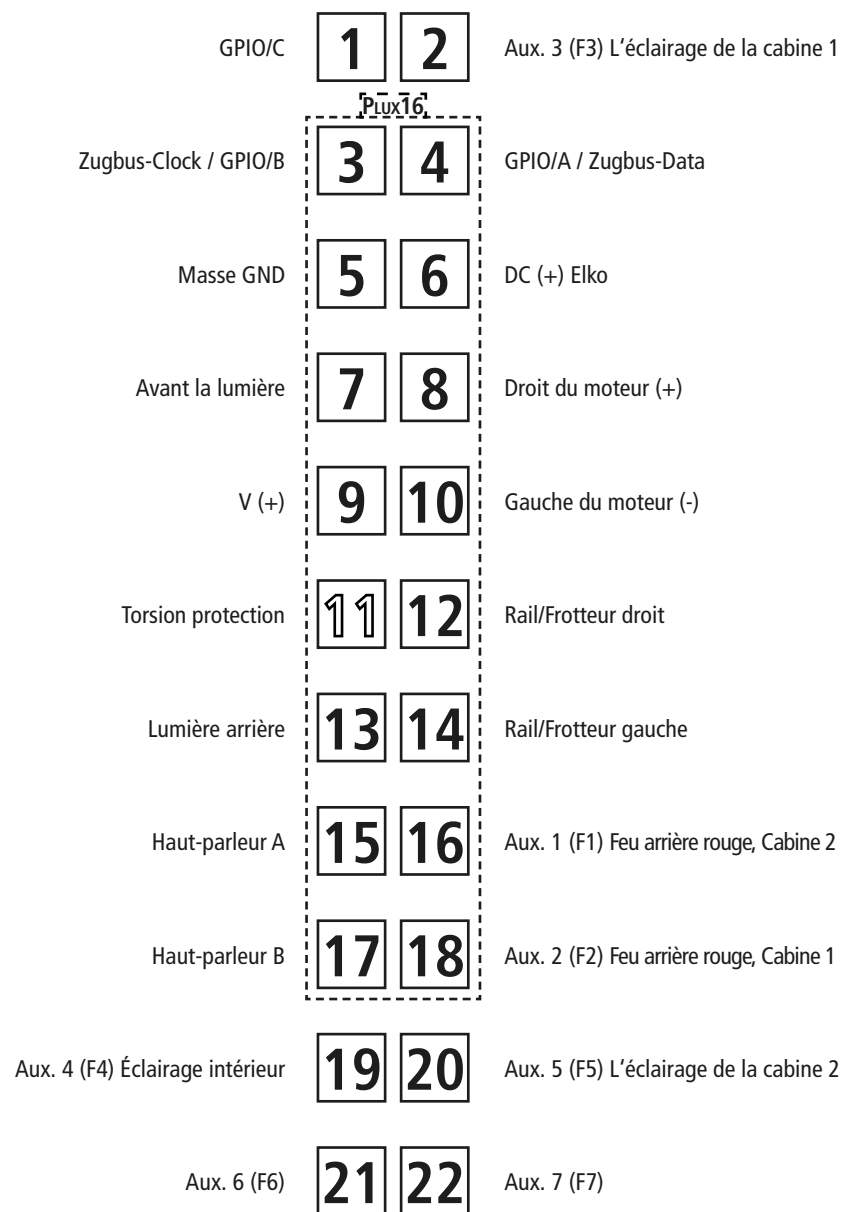 GPIO/C 1 2 Aux. 3 (F3) L‘éclairage de la cabine 1
PLUX16
Zugbus-Clock / GPIO/B 3 4 GPIO/A / Zugbus-Data
Masse GND 5 6 DC (+) Elko
Avant la lumière 7 8 Droit du moteur (+)
V (+) 9 10 Gauche du moteur (-)
Torsion protection 11 12 Rail/Frotteur droit
Lumière arrière 13 14 Rail/Frotteur gauche
Haut-parleur A 15 16 Aux. 1 (F1) Feu arrière rouge, Cabine 2
Haut-parleur B 17 18 Aux. 2 (F2) Feu arrière rouge, Cabine 1
Aux. 4 (F4) Éclairage intérieur 19 20 Aux. 5 (F5) L‘éclairage de la cabine 2
Aux. 6 (F6) 21 22 Aux. 7 (F7)